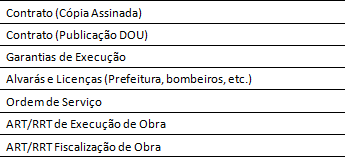 Contrato (Cópia Assinada)
Contrato (Publicação DOU)
Garantias de Execução
Alvarás e Licenças (Prefeitura, bombeiros, etc.)
Ordem de Serviço
ART/RRT de Execução de Obra
ART/RRT Fiscalização de Obra